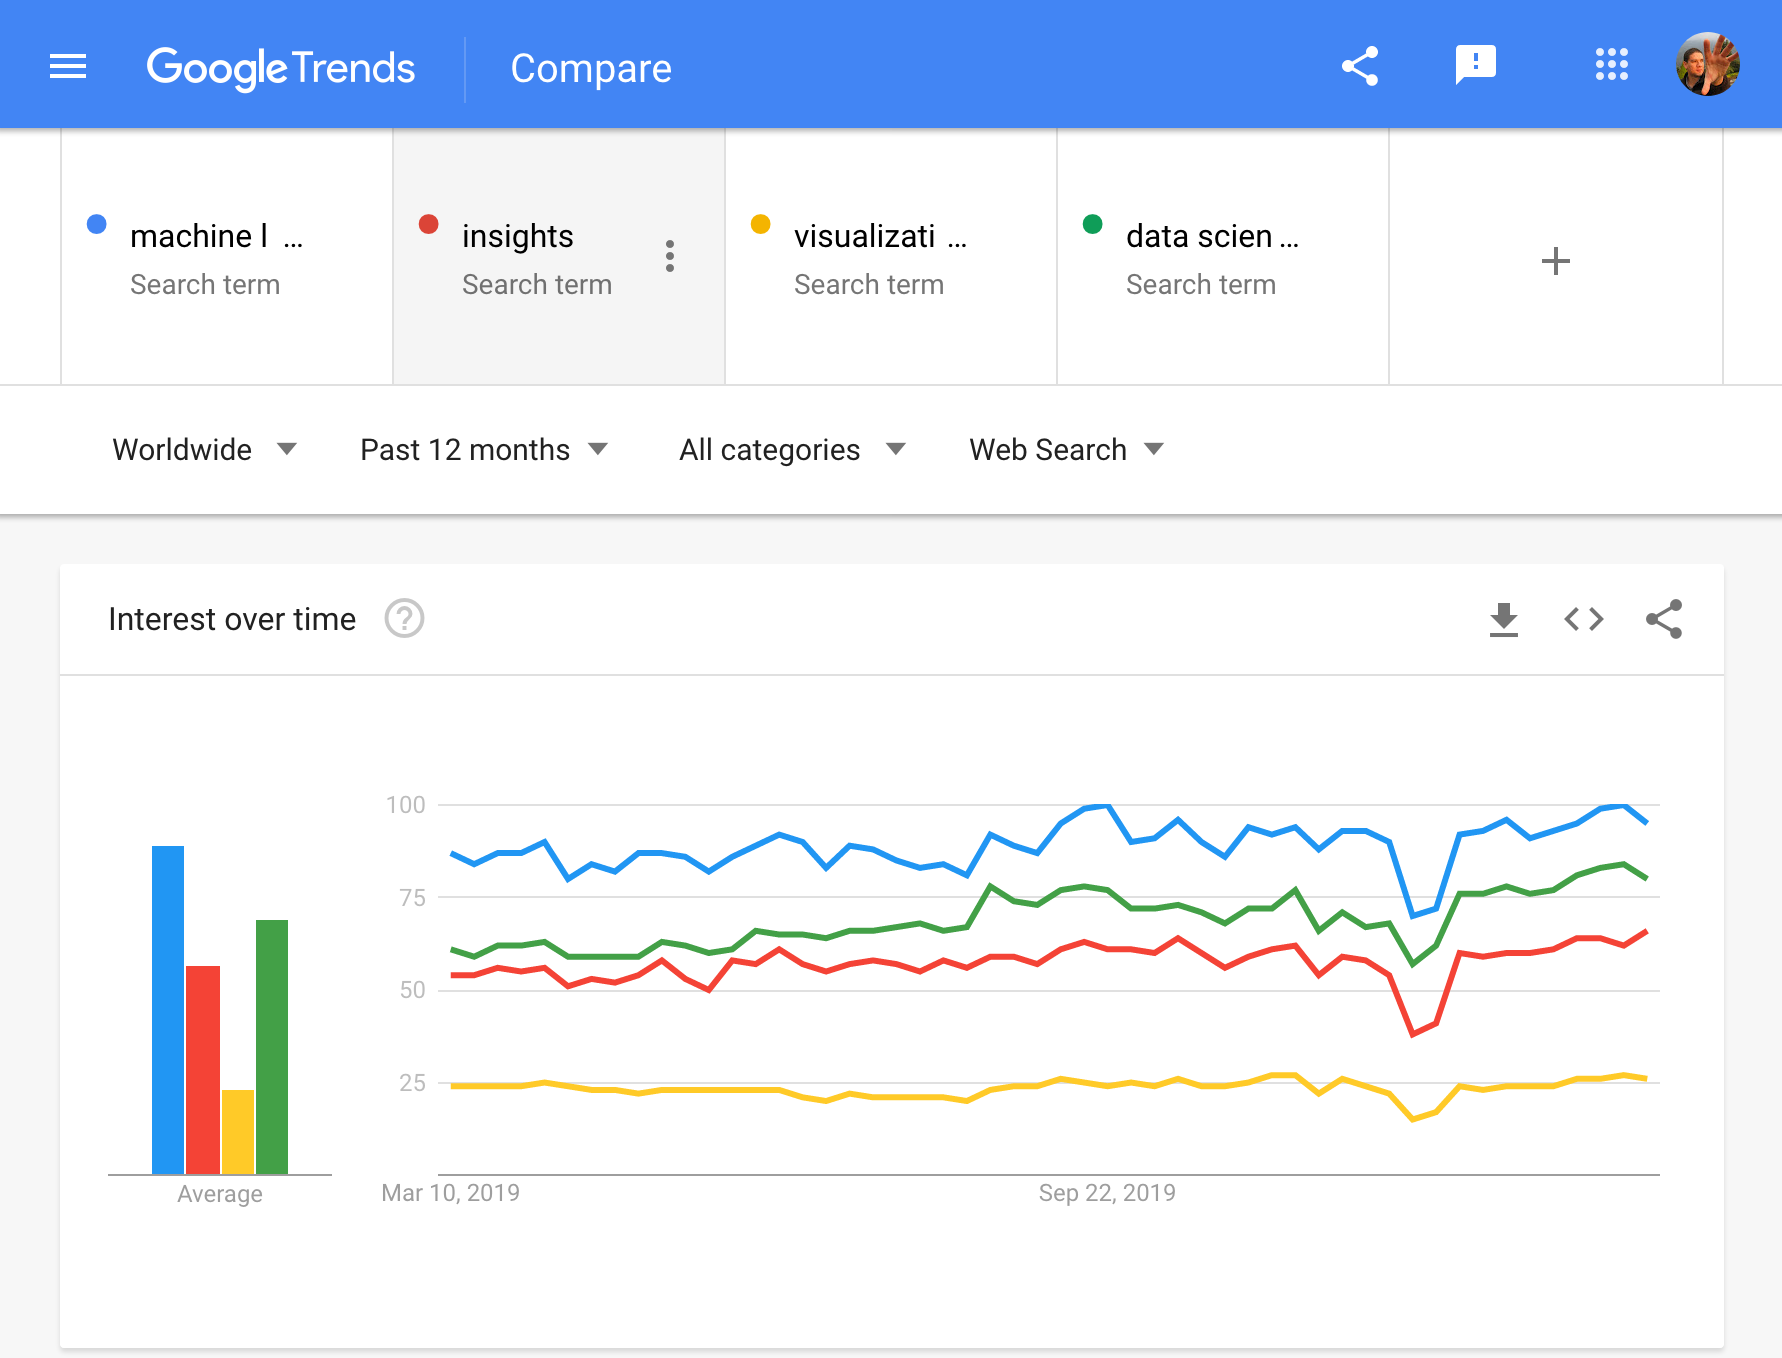 Google Trends Compare
machine l ... insights visualizati ... data scien ...
Search term Search term Search term Search term
Worldwide Past 12 months All categories Web Search
Interest over time
100
75
50
25
Average Mar 10, 2019 Sep 22, 2019